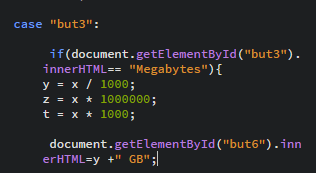 case "but3":
if(document.getElementById("but3").
innerHTML== "Megabytes"){
y = x / 1000;
z = x * 1000000;
t = x * 1000;
document.getElementById("but6").inn
erHTML=y +" GB";